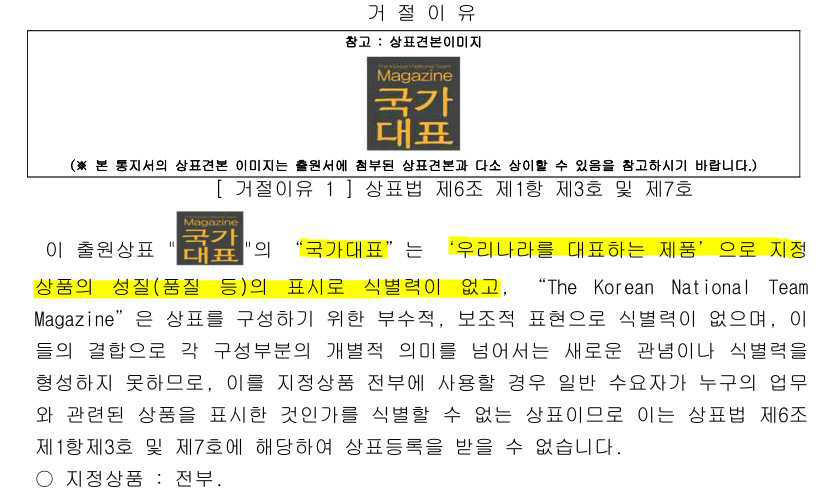 거 절 이 유
참고 : 상표견본이미지
The Korean National Team
Magazine
국가
대표
(※ 본 통지서의 상표견본 이미지는 출원서에 첨부된 상표견본과 다소 상이할 수 있음을 참고하시기 바랍니다.)
[ 거절이유 1 ] 상표법 제6조 제1항 제3호 및 제7호
이 출원상표 "Magazine 국가 대표"의 “국가대표”는 ‘우리나라를 대표하는 제품’으로 지정
상품의 성질(품질 등)의 표시로 식별력이 없고, “The Korean National Team
Magazine”은 상표를 구성하기 위한 부수적, 보조적 표현으로 식별력이 없으며, 이
들의 결합으로 각 구성부분의 개별적 의미를 넘어서는 새로운 관념이나 식별력을
형성하지 못하므로, 이를 지정상품 전부에 사용할 경우 일반 수요자가 누구의 업무
와 관련된 상품을 표시한 것인가를 식별할 수 없는 상표이므로 이는 상표법 제6조
제1항제3호 및 제7호에 해당하여 상표등록을 받을 수 없습니다.
○ 지정상품 : 전부.